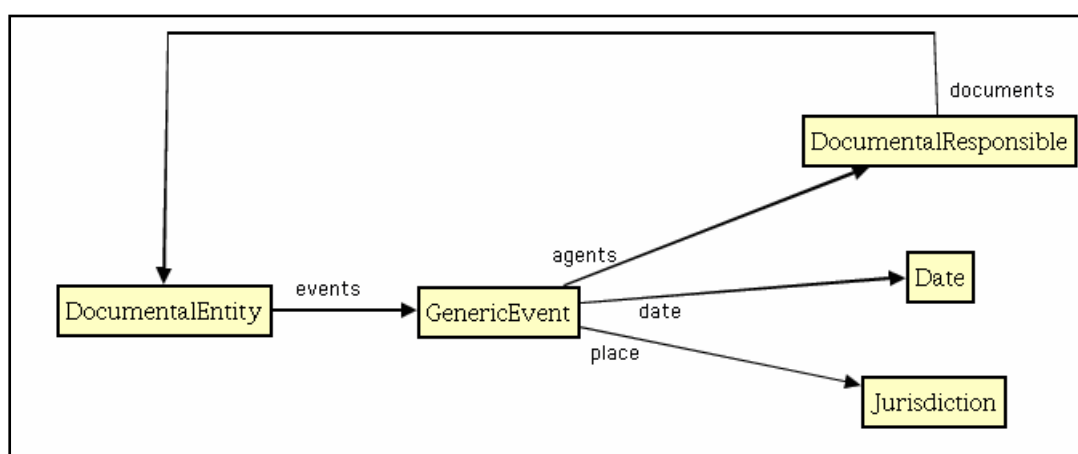 documents
DocumentalResponsible
agents
Date
events
DocumentalEntity
GenericEvent
date
place
Jurisdiction